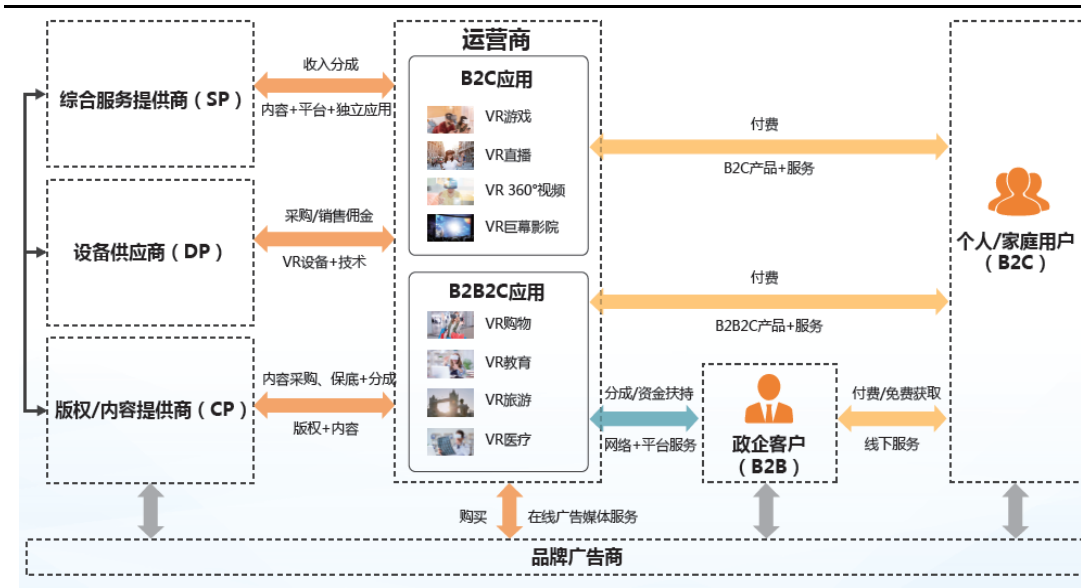 综合服务提供商（SP）
设备供应商（DP）
版权/内容提供商（CP）
收入分成
内容+平台+独立应用
采购/销售佣金
VR设备+技术
内容采购、保底+分成
版权+内容
运营商
B2C应用
VR游戏
VR直播
VR 360°视频
VR巨幕影院
B2B2C应用
VR购物
VR教育
VR旅游
VR医疗
付费
B2C产品+服务
付费
B2B2C产品+服务
分成/资金扶持
网络+平台服务
政企客户
（B2B）
付费/免费获取
线下服务
个人/家庭用户
（B2C）
购买
在线广告媒体服务
品牌广告商